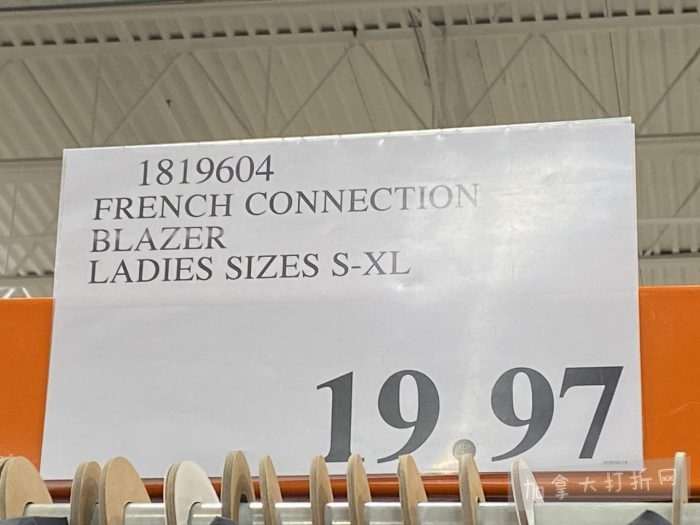 1819604
FRENCH CONNECTION
BLAZER
LADIES SIZES S-XL
19.97
加拿大打折网